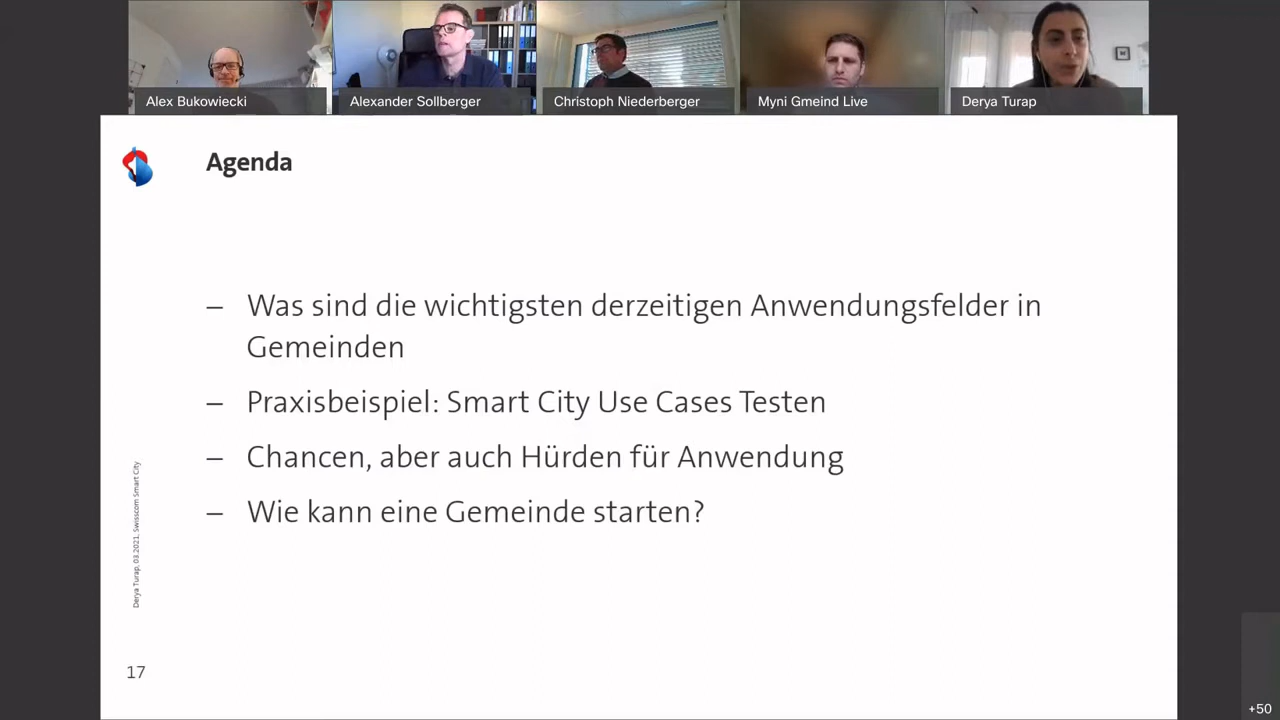 Alex Bukowiecki
Alexander Sollberger
Christoph Niederberger
Myni Gmeind Live
Derya Turap
Agenda
– Was sind die wichtigsten derzeitigen Anwendungsfelder in
Gemeinden
– Praxisbeispiel: Smart City Use Cases Testen
– Chancen, aber auch Hürden für Anwendung
– Wie kann eine Gemeinde starten?
Derya Turap, 03.2021, Swisscom Smart City
17
+50